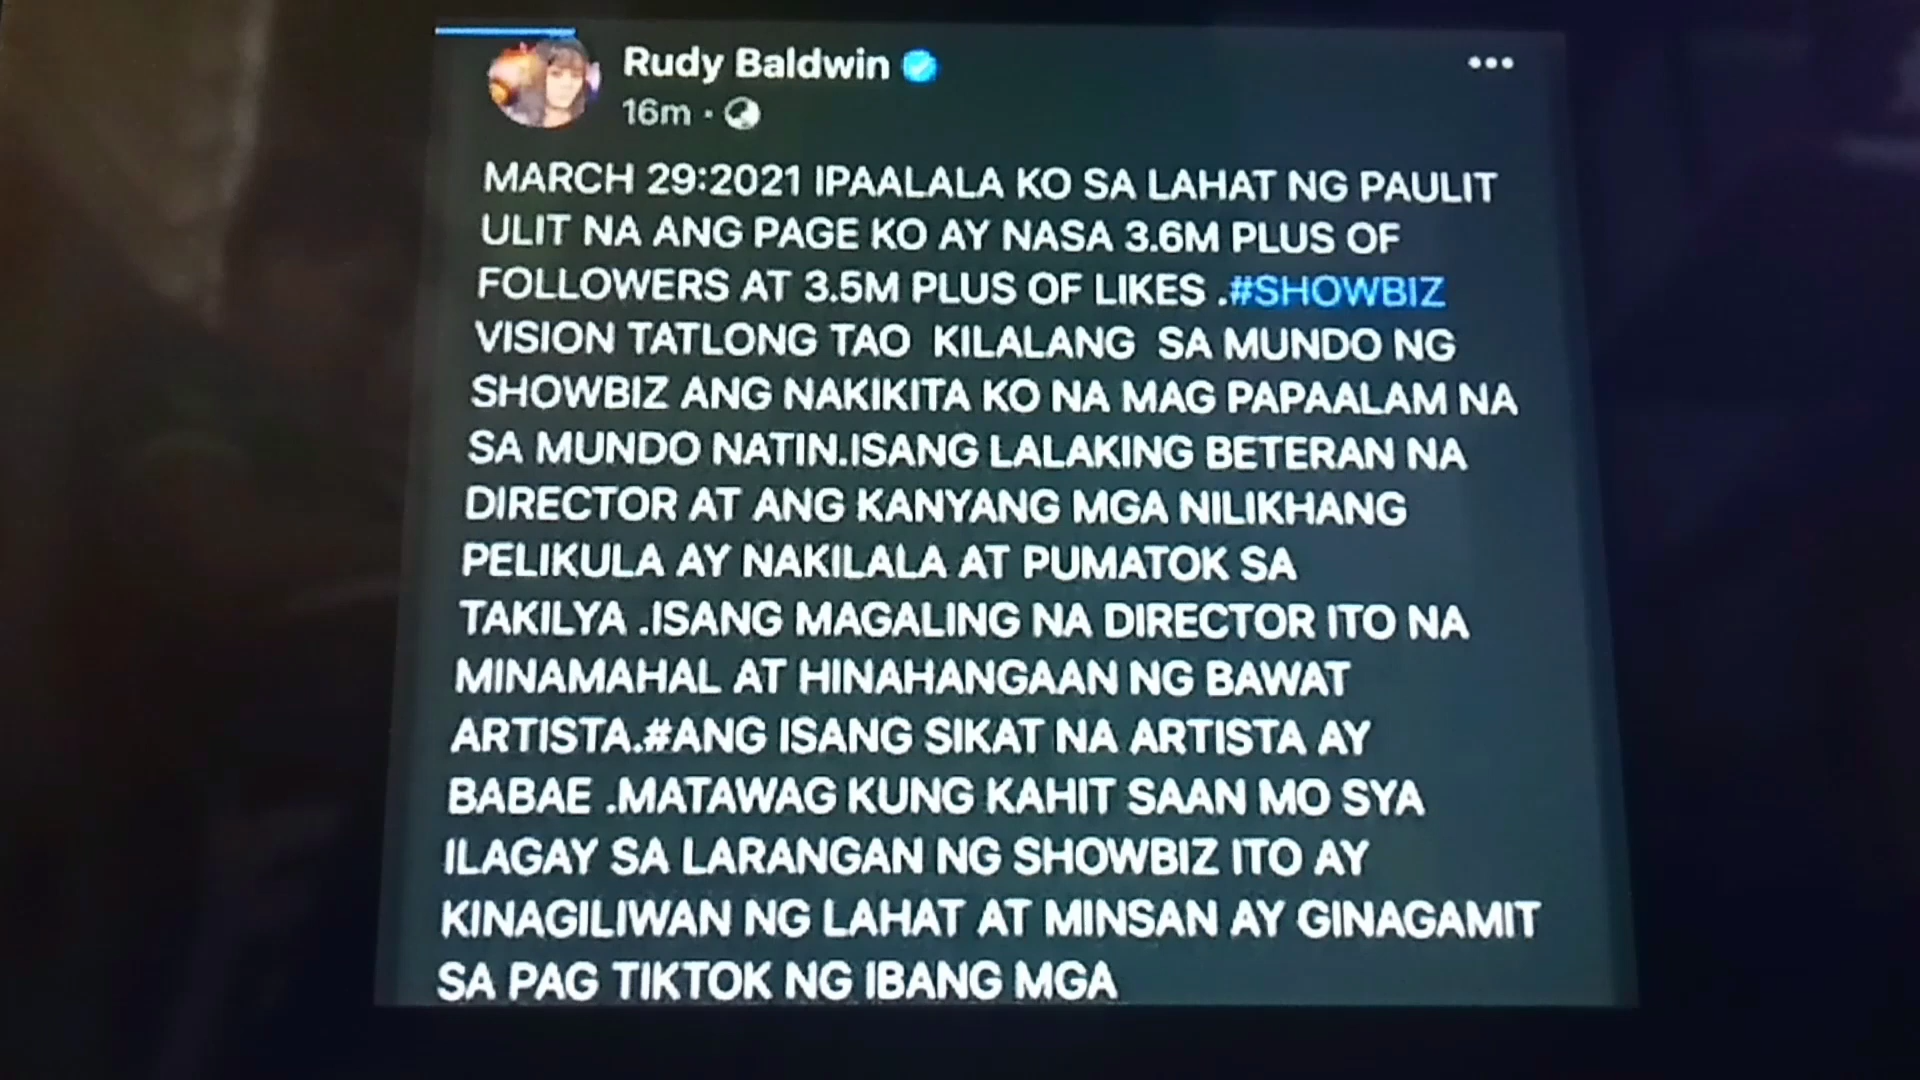 Rudy Baldwin
16m ·
MARCH 29:2021 IPAALALA KO SA LAHAT NG PAULIT
ULIT NA ANG PAGE KO AY NASA 3.6M PLUS OF
FOLLOWERS AT 3.5M PLUS OF LIKES .#SHOWBIZ
VISION TATLONG TAO KILALANG SA MUNDO NG
SHOWBIZ ANG NAKIKITA KO NA MAG PAPAALAM NA
SA MUNDO NATIN.ISANG LALAKING BETERAN NA
DIRECTOR AT ANG KANYANG MGA NILIKHANG
PELIKULA AY NAKILALA AT PUMATOK SA
TAKILYA .ISANG MAGALING NA DIRECTOR ITO NA
MINAMAHAL AT HINAHANGAAN NG BAWAT
ARTISTA.#ANG ISANG SIKAT NA ARTISTA AY
BABAE .MATAWAG KUNG KAHIT SAAN MO SYA
ILAGAY SA LARANGAN NG SHOWBIZ ITO AY
KINAGILIWAN NG LAHAT AT MINSAN AY GINAGAMIT
SA PAG TIKTOK NG IBANG MGA